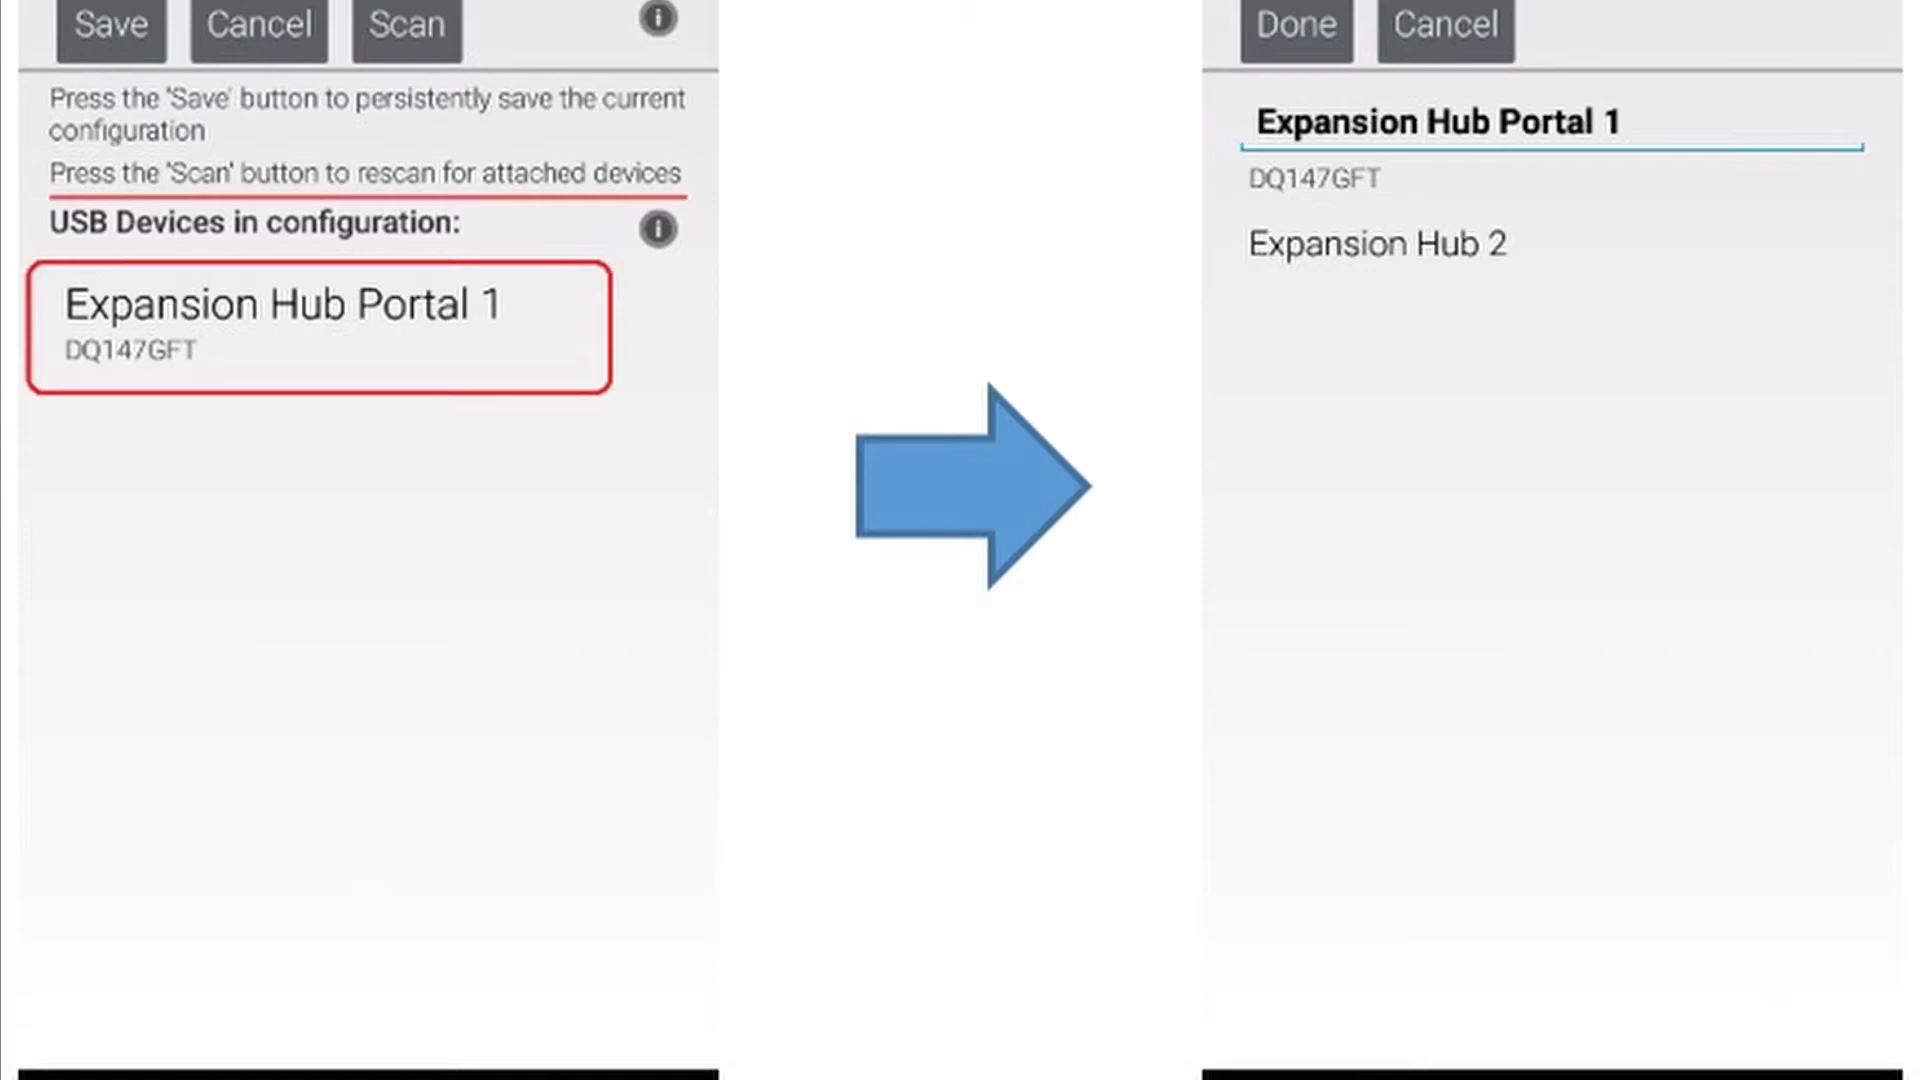 Save Cancel Scan
Press the 'Save' button to persistently save the current
configuration
Press the 'Scan' button to rescan for attached devices
USB Devices in configuration:
Expansion Hub Portal 1
DQ147GFT
Done Cancel
Expansion Hub Portal 1
DQ147GFT
Expansion Hub 2